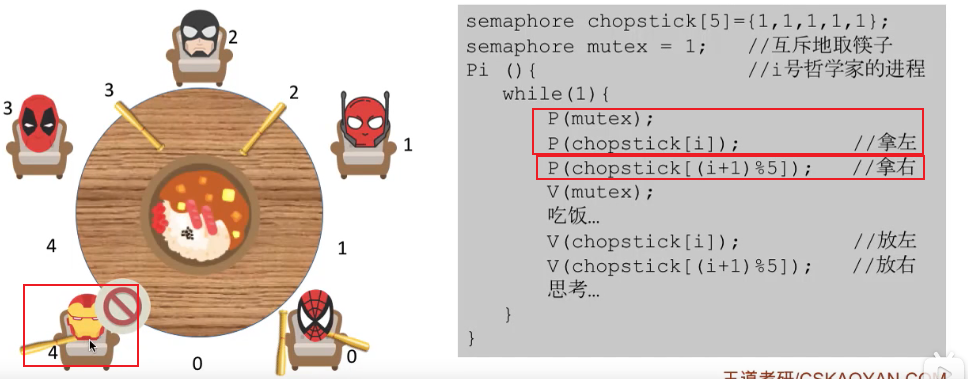 semaphore chopstick[5]={1,1,1,1,1};
semaphore mutex = 1; //互斥地取筷子
Pi (){ //i号哲学家的进程
while(1){
P(mutex);
P(chopstick[i]); //拿左
P(chopstick[(i+1)%5]); //拿右
V(mutex);
吃饭…
V(chopstick[i]); //放左
V(chopstick[(i+1)%5]); //放右
思考…
}
}
2
3
2
3
1
4
1
4
0
0
王道考研/CSKAOYAN.COM